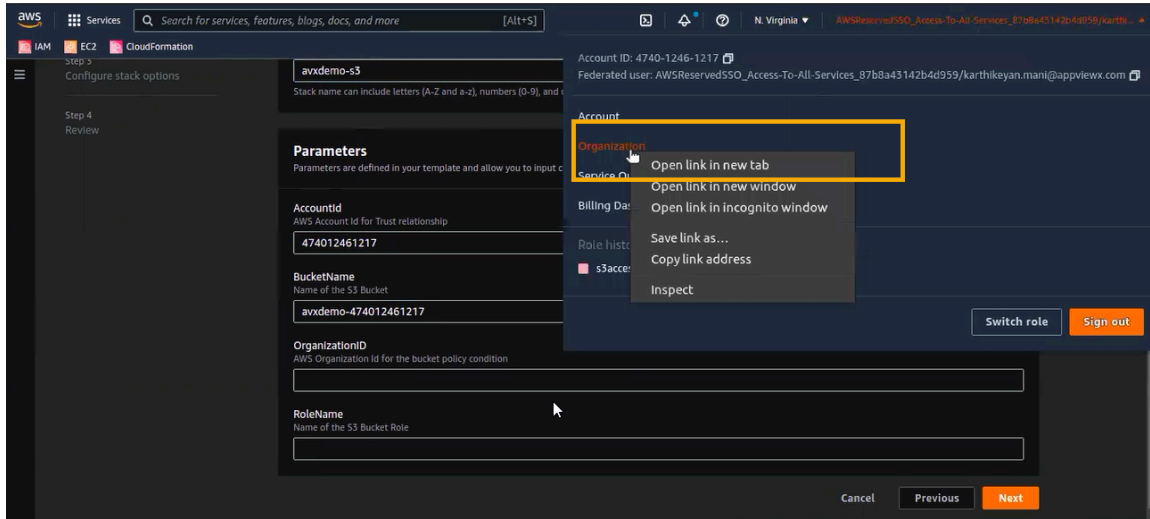 aws
Services
Search for services, features, blogs, docs, and more
[Alt+S]
N. Virginia ▼
AWSReservedSSO_Access-To-All-Services_87b8a43142b4d959/karthi...
IAM
EC2
CloudFormation
Step 3
Configure stack options
Step 4
Review
avxdemo-s3
Stack name can include letters (A-Z and a-z), numbers (0-9), and
Parameters
Parameters are defined in your template and allow you to input
AccountId
AWS Account Id for Trust relationship
474012461217
BucketName
Name of the S3 Bucket
avxdemo-474012461217
OrganizationID
AWS Organization Id for the bucket policy condition
RoleName
Name of the S3 Bucket Role
Cancel
Previous
Next
Account ID: 4740-1246-1217
Federated user: AWSReservedSSO_Access-To-All-Services_87b8a43142b4d959/karthikeyan.mani@appviewx.com
Account
Organization
Service
Billing Das
Role histo
s3acces
Open link in new tab
Open link in new window
Open link in incognito window
Save link as...
Copy link address
Inspect
Switch role
Sign out